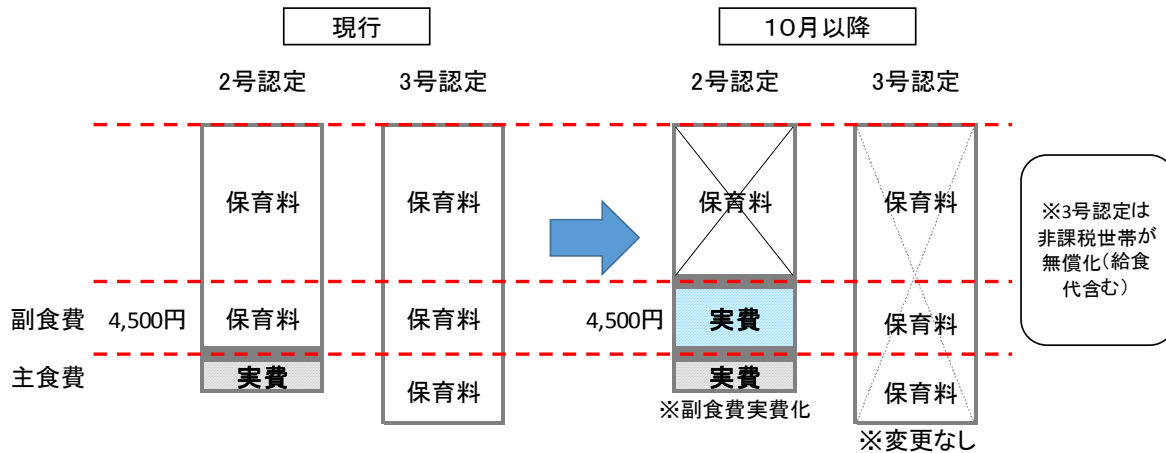 現行
10月以降
2号認定
3号認定
2号認定
3号認定
保育料
保育料
保育料
保育料
※3号認定は
非課税世帯が
無償化(給食
代含む)
副食費
4,500円
保育料
保育料
4,500円
実費
保育料
主食費
実費
保育料
実費
保育料
※副食費実費化
※変更なし